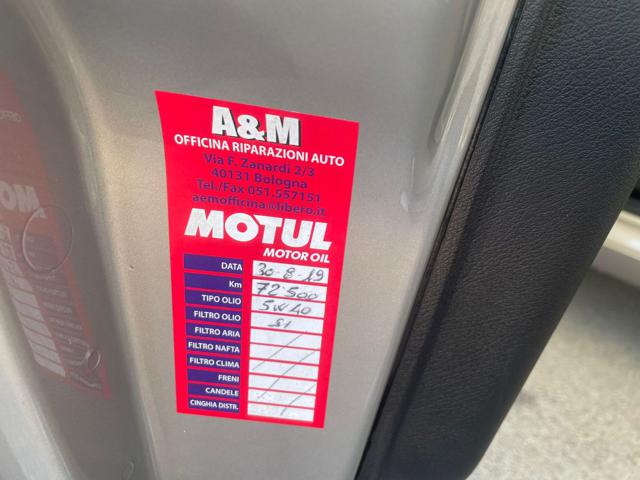 A&M
OFFICINA RIPARAZIONI AUTO
Via F. Zanardi 2/3
40131 Bologna
Tel./Fax 051.557151
aemofficina@libero.it
MOTUL
MOTOR OIL
DATA 30-8-19
Km 72500
TIPO OLIO 5W40
FILTRO OLIO SI
FILTRO ARIA /
FILTRO NAFTA /
FILTRO CLIMA /
FRENI /
CANDELE /
CINGHIA DISTR. /